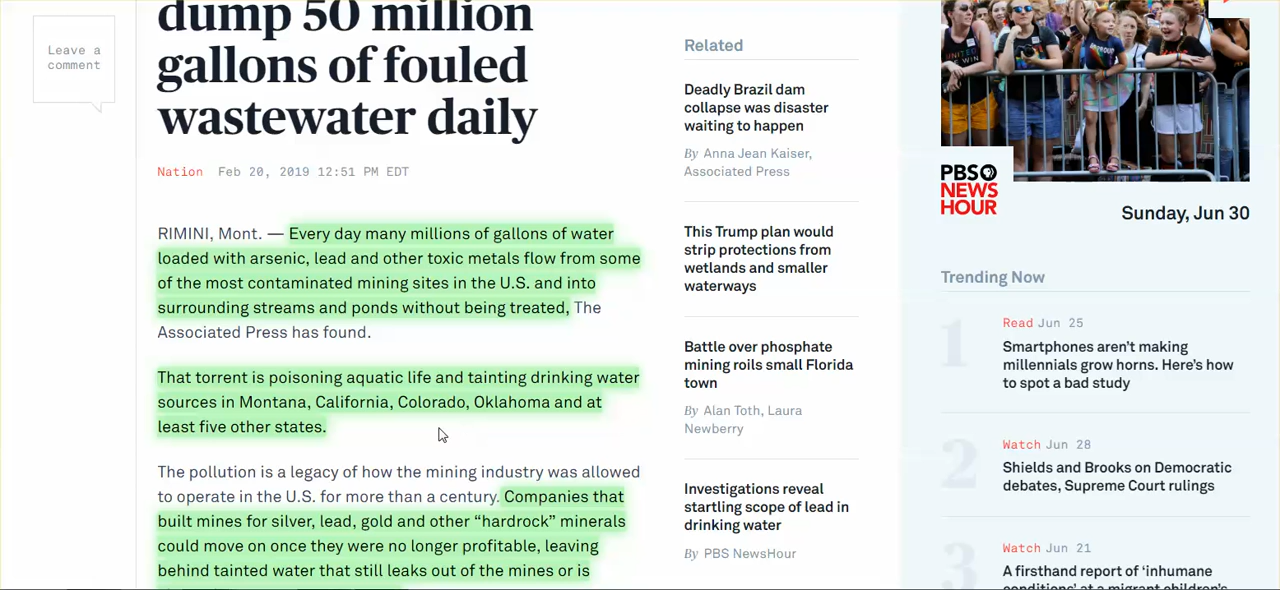 Leave a
comment
dump 50 million
gallons of fouled
wastewater daily
Nation Feb 20, 2019 12:51 PM EDT
RIMINI, Mont. — Every day many millions of gallons of water
loaded with arsenic, lead and other toxic metals flow from some
of the most contaminated mining sites in the U.S. and into
surrounding streams and ponds without being treated, The
Associated Press has found.
That torrent is poisoning aquatic life and tainting drinking water
sources in Montana, California, Colorado, Oklahoma and at
least five other states.
The pollution is a legacy of how the mining industry was allowed
to operate in the U.S. for more than a century. Companies that
built mines for silver, lead, gold and other “hardrock” minerals
could move on once they were no longer profitable, leaving
behind tainted water that still leaks out of the mines or is
Related
Deadly Brazil dam
collapse was disaster
waiting to happen
By Anna Jean Kaiser,
Associated Press
This Trump plan would
strip protections from
wetlands and smaller
waterways
Battle over phosphate
mining roils small Florida
town
By Alan Toth, Laura
Newberry
Investigations reveal
startling scope of lead in
drinking water
By PBS NewsHour
PBS
NEWS
HOUR
Sunday, Jun 30
Trending Now
1
Read Jun 25
Smartphones aren’t making
millennials grow horns. Here’s how
to spot a bad study
2
Watch Jun 28
Shields and Brooks on Democratic
debates, Supreme Court rulings
3
Watch Jun 21
A firsthand report of ‘inhumane
conditions’ at a migrant children’s